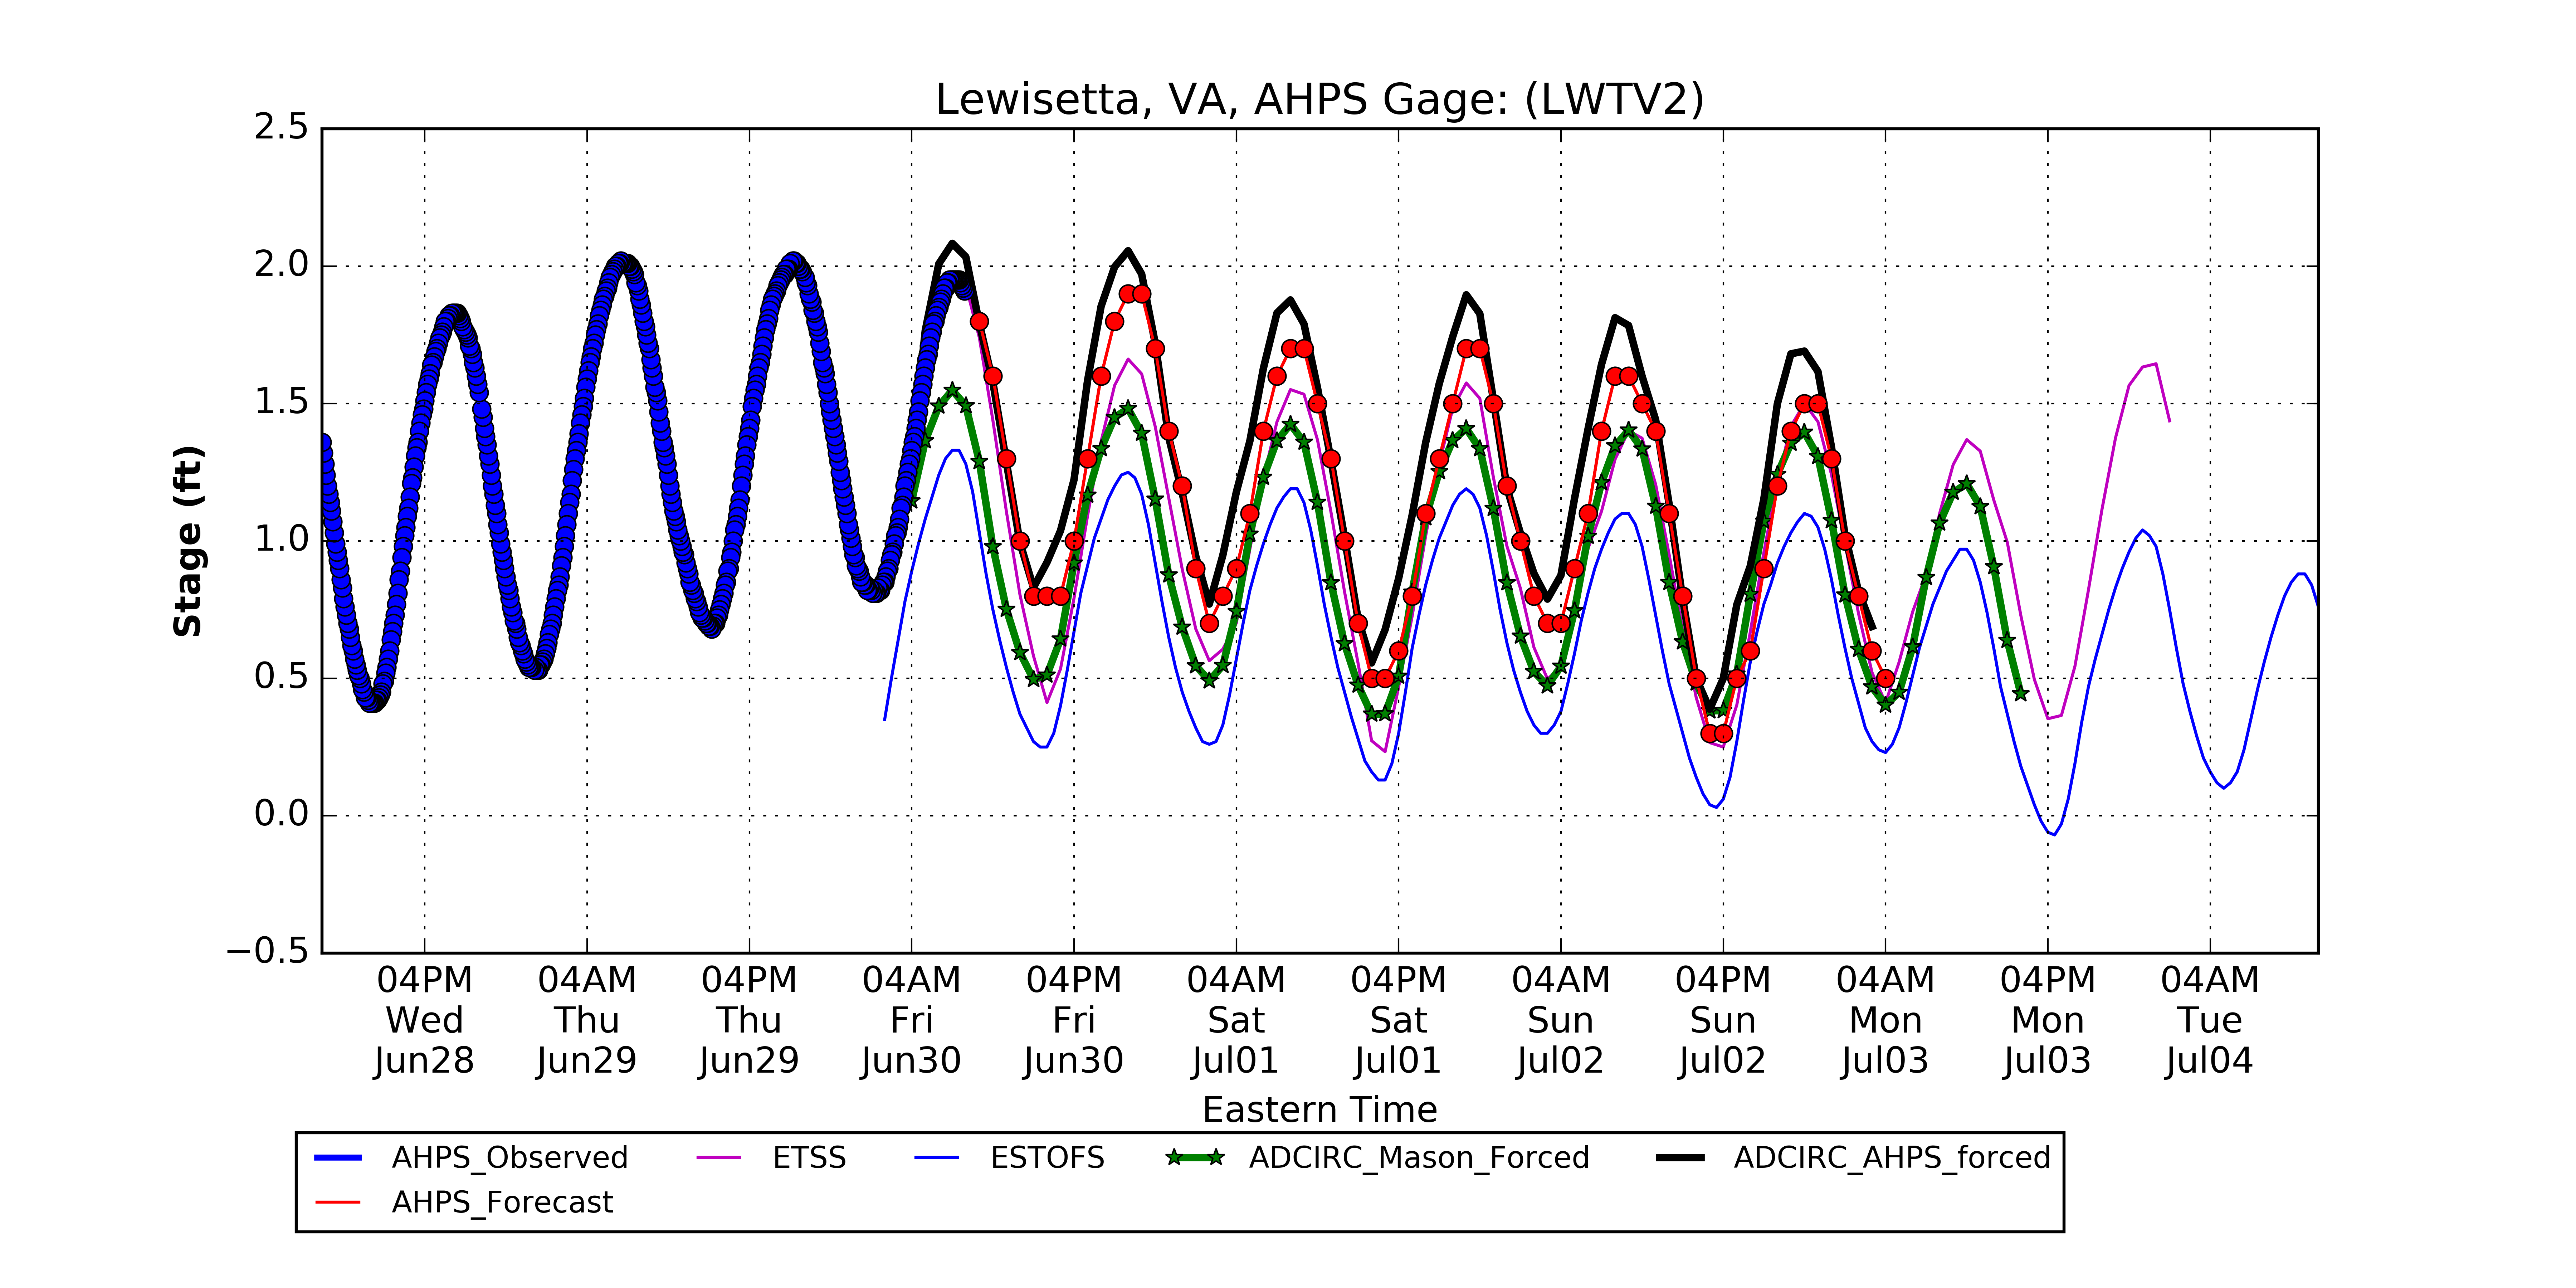 Lewisetta, VA, AHPS Gage: (LWTV2)
2.5
2.0
1.5
1.0
0.5
0.0
−0.5
Stage (ft)
04PM 04AM 04PM 04AM 04PM 04AM 04PM 04AM 04PM 04AM 04PM 04AM
Wed Thu Thu Fri Fri Sat Sat Sun Sun Mon Mon Tue
Jun28 Jun29 Jun29 Jun30 Jun30 Jul01 Jul01 Jul02 Jul02 Jul03 Jul03 Jul04
Eastern Time
AHPS_Observed ETSS ESTOFS ADCIRC_Mason_Forced ADCIRC_AHPS_forced
AHPS_Forecast